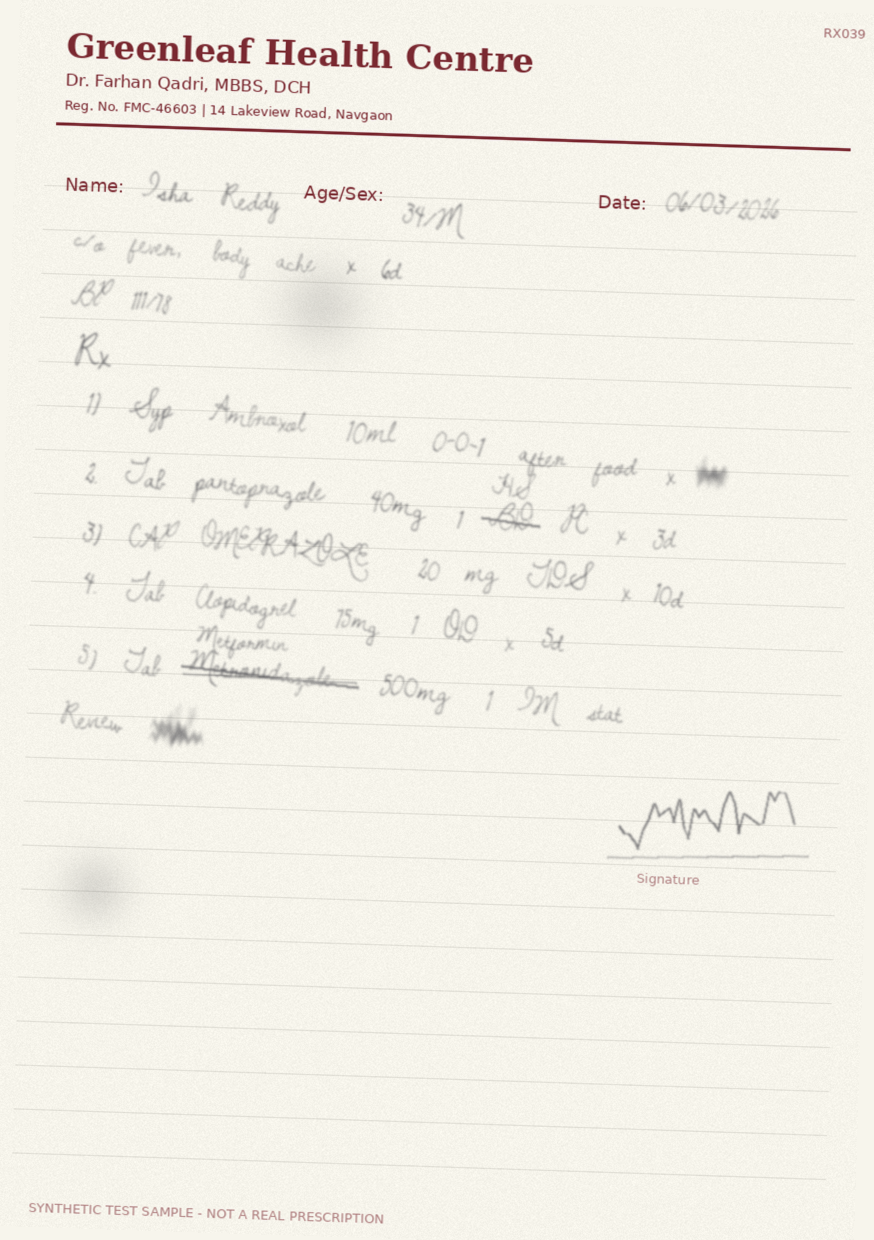 RX039
Greenleaf Health Centre
Dr. Farhan Qadri, MBBS, DCH
Reg. No. FMC-46603 | 14 Lakeview Road, Navgaon
Name: Isha Reddy Age/Sex: 34/M Date: 06/03/2026
c/o fever, body ache x 6d
BP 111/78
Rx
1) Syp Ambroxol 10ml 0-0-1 after food x
HS
2. Tab pantoprazole 40mg 1 BD PC x 3d
3) CAP OMEPRAZOLE 20 mg TDS x 10d
4. Tab Clopidogrel 75mg 1 OD x 5d
Metformin
5) Tab Metronidazole 500mg 1 IM stat
Review
Signature
SYNTHETIC TEST SAMPLE - NOT A REAL PRESCRIPTION